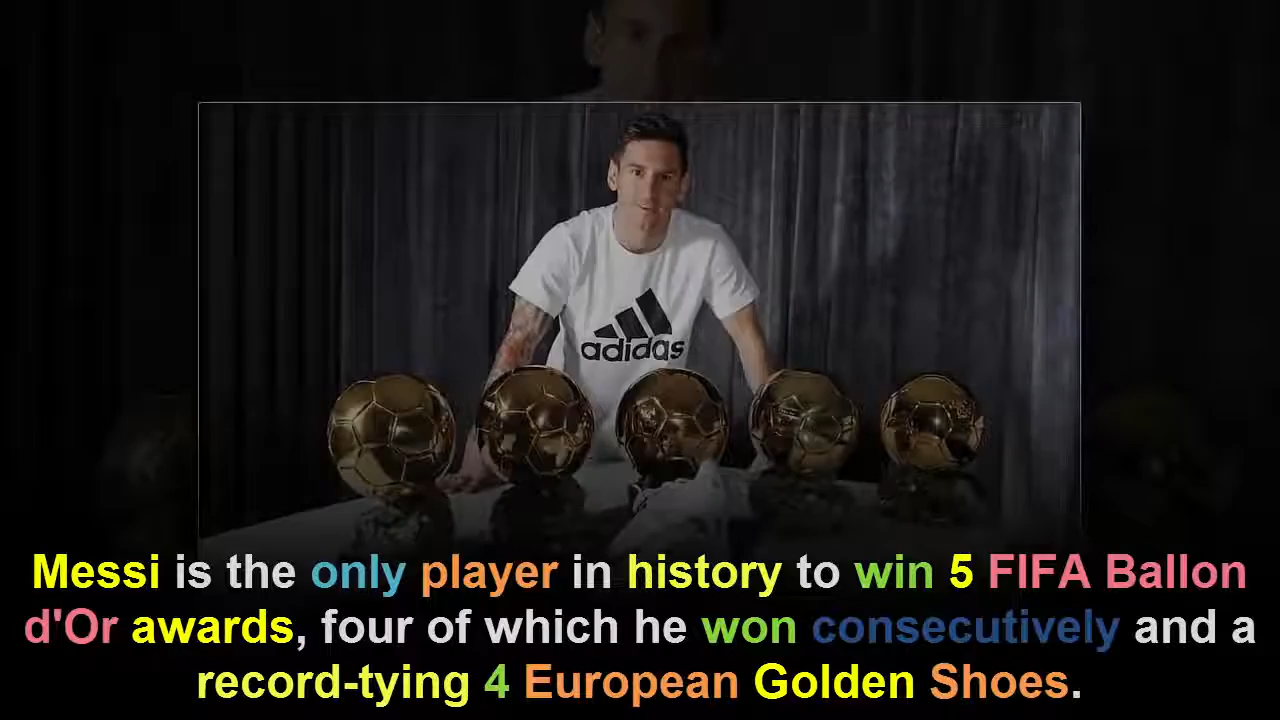 adidas
Messi is the only player in history to win 5 FIFA Ballon
d'Or awards, four of which he won consecutively and a
record-tying 4 European Golden Shoes.